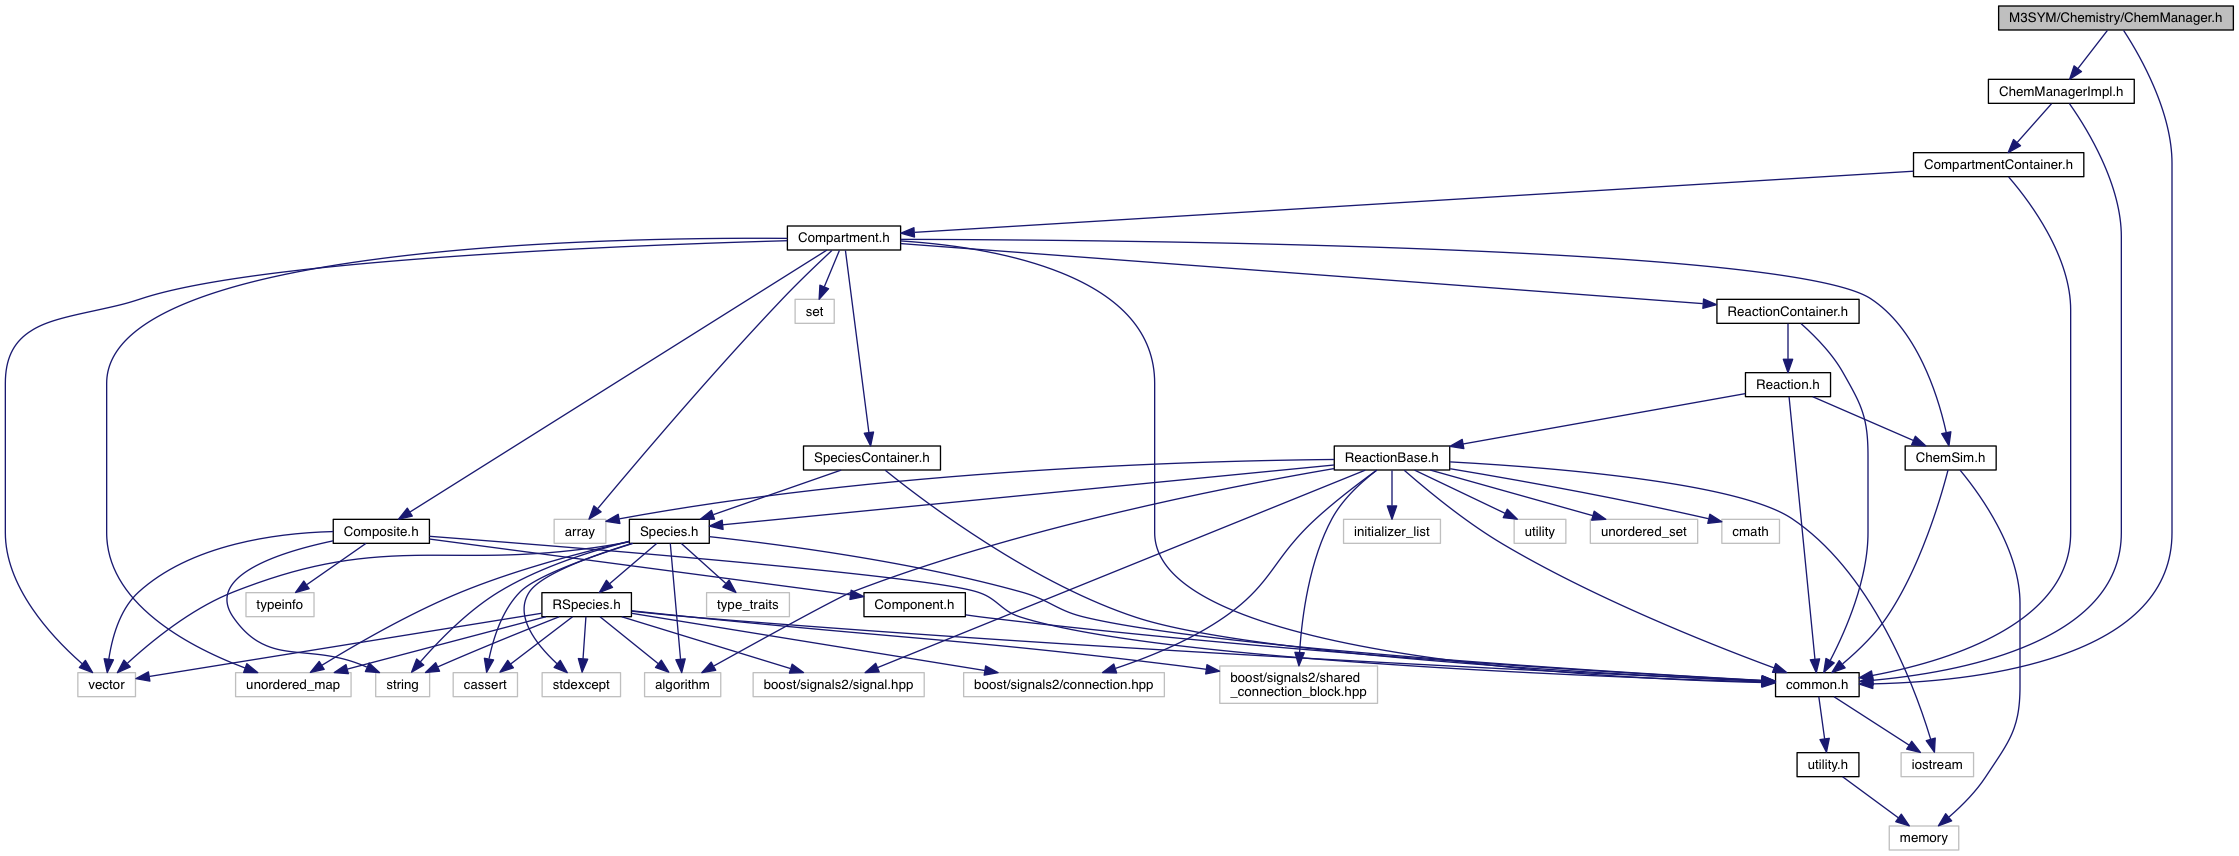 M3SYM/Chemistry/ChemManager.h
ChemManagerImpl.h
CompartmentContainer.h
Compartment.h
set
ReactionContainer.h
Reaction.h
SpeciesContainer.h
ReactionBase.h
ChemSim.h
Composite.h
array
Species.h
initializer_list
utility
unordered_set
cmath
typeinfo
RSpecies.h
type_traits
Component.h
vector
unordered_map
string
cassert
stdexcept
algorithm
boost/signals2/signal.hpp
boost/signals2/connection.hpp
boost/signals2/shared
_connection_block.hpp
common.h
utility.h
iostream
memory